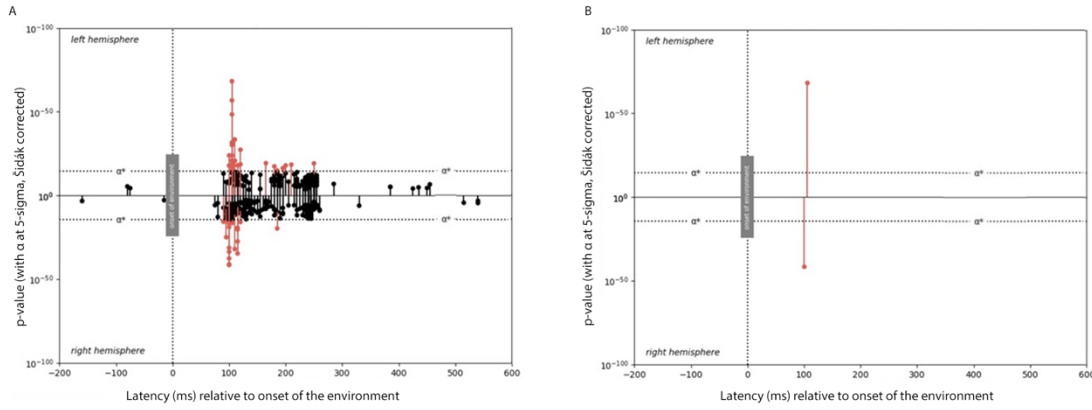 A
10⁻¹⁰⁰
left hemisphere
10⁻⁵⁰
α*
α*
onset of environment
10⁰
α*
α*
10⁻⁵⁰
right hemisphere
10⁻¹⁰⁰
-200 -100 0 100 200 300 400 500 600
p-value (with α at 5-sigma, Šidák corrected)
Latency (ms) relative to onset of the environment
B
10⁻¹⁰⁰
left hemisphere
10⁻⁵⁰
α*
α*
onset of environment
10⁰
α*
α*
10⁻⁵⁰
right hemisphere
10⁻¹⁰⁰
-200 -100 0 100 200 300 400 500 600
p-value (with α at 5-sigma, Šidák corrected)
Latency (ms) relative to onset of the environment